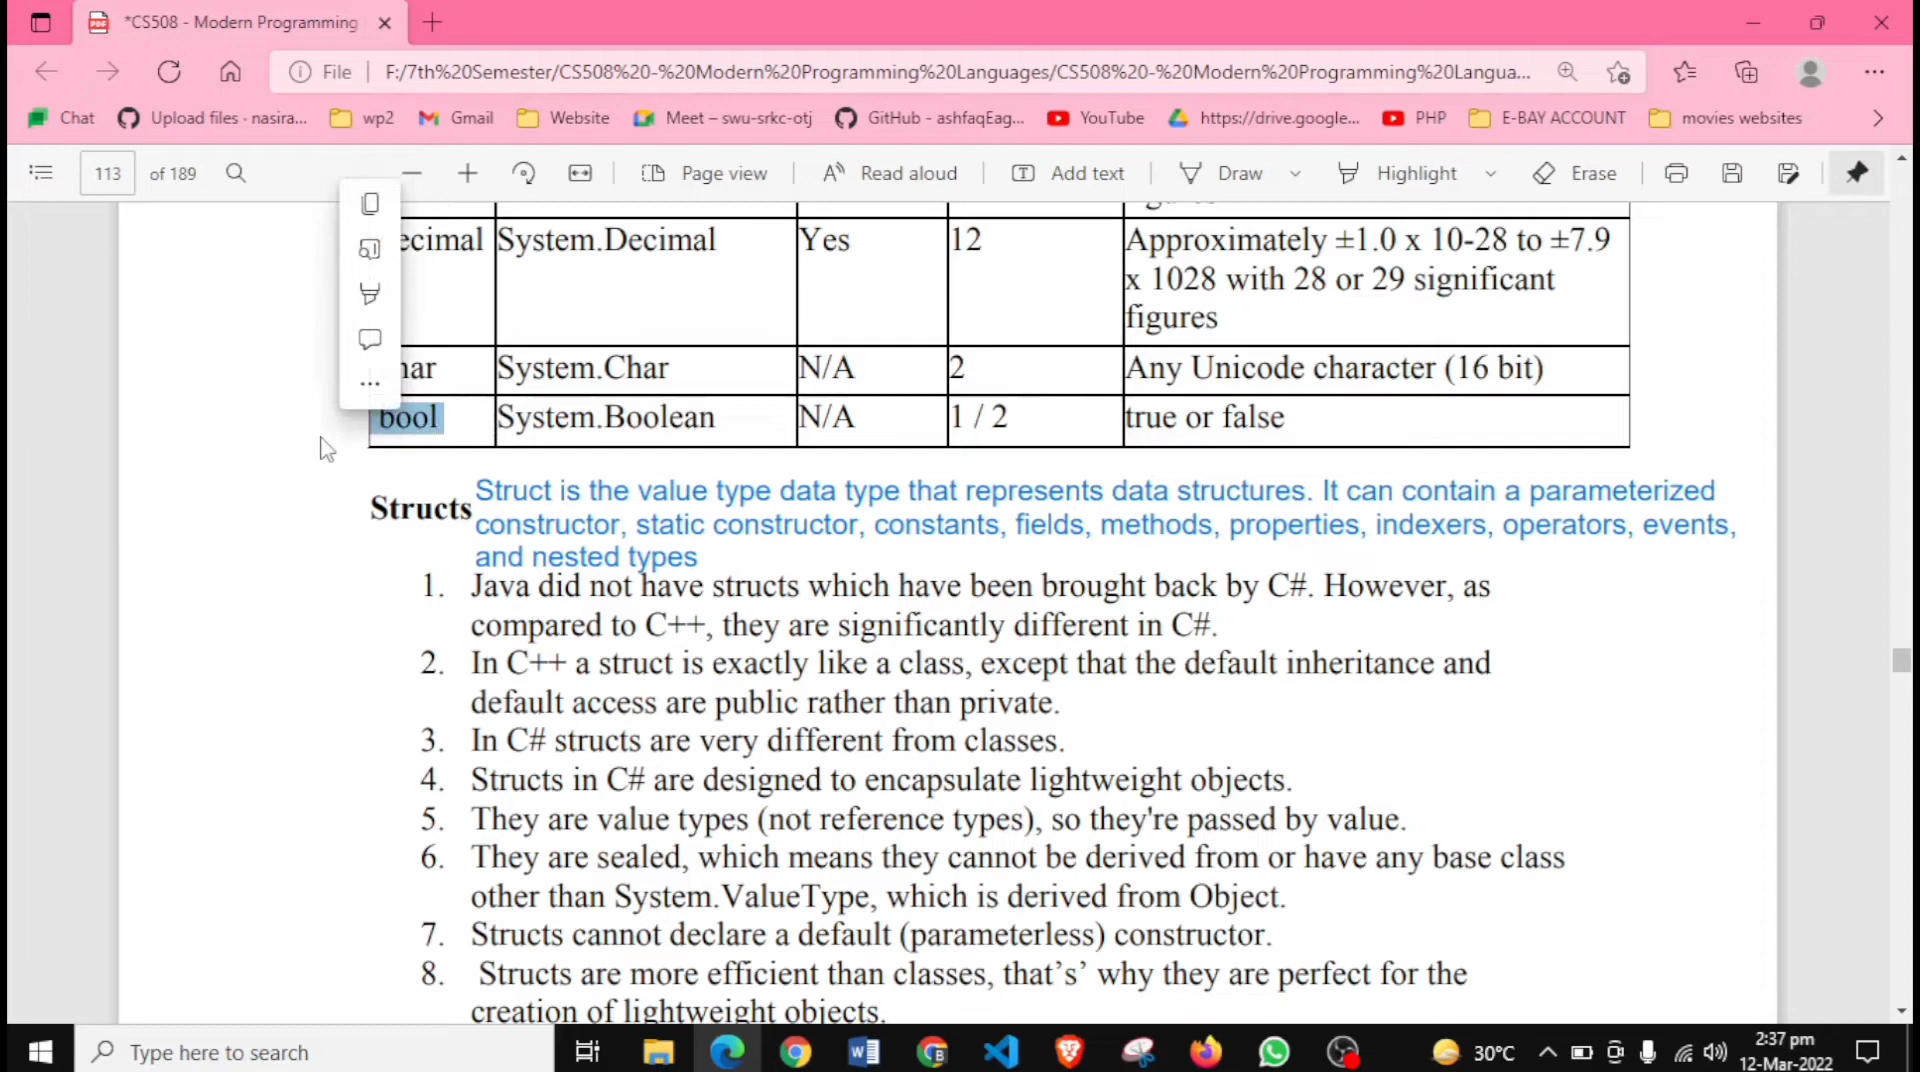 *CS508 - Modern Programming
File
F:/7th%20Semester/CS508%20-%20Modern%20Programming%20Languages/CS508%20-%20Modern%20Programming%20Langua...
Chat
Upload files · nasira...
wp2
Gmail
Website
Meet – swu-srkc-otj
GitHub - ashfaqEag...
YouTube
https://drive.google...
PHP
E-BAY ACCOUNT
movies websites
113 of 189
Page view
Read aloud
Add text
Draw
Highlight
Erase
ecimal System.Decimal Yes 12 Approximately ±1.0 x 10-28 to ±7.9
x 1028 with 28 or 29 significant
figures
har System.Char N/A 2 Any Unicode character (16 bit)
bool System.Boolean N/A 1 / 2 true or false
Structs
Struct is the value type data type that represents data structures. It can contain a parameterized
constructor, static constructor, constants, fields, methods, properties, indexers, operators, events,
and nested types
1. Java did not have structs which have been brought back by C#. However, as
compared to C++, they are significantly different in C#.
2. In C++ a struct is exactly like a class, except that the default inheritance and
default access are public rather than private.
3. In C# structs are very different from classes.
4. Structs in C# are designed to encapsulate lightweight objects.
5. They are value types (not reference types), so they're passed by value.
6. They are sealed, which means they cannot be derived from or have any base class
other than System.ValueType, which is derived from Object.
7. Structs cannot declare a default (parameterless) constructor.
8. Structs are more efficient than classes, that’s’ why they are perfect for the
creation of lightweight objects.
Type here to search
30°C
2:37 pm
12-Mar-2022